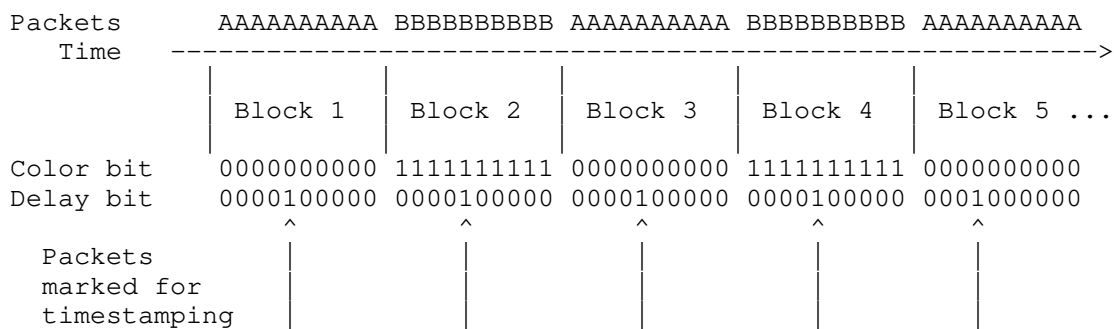 Packets AAAAAAAAAA BBBBBBBBBB AAAAAAAAAA BBBBBBBBBB AAAAAAAAAA
Time
Block 1 Block 2 Block 3 Block 4 Block 5 ...
Color bit 0000000000 1111111111 0000000000 1111111111 0000000000
Delay bit 0000100000 0000100000 0000100000 0000100000 0001000000
Packets
marked for
timestamping